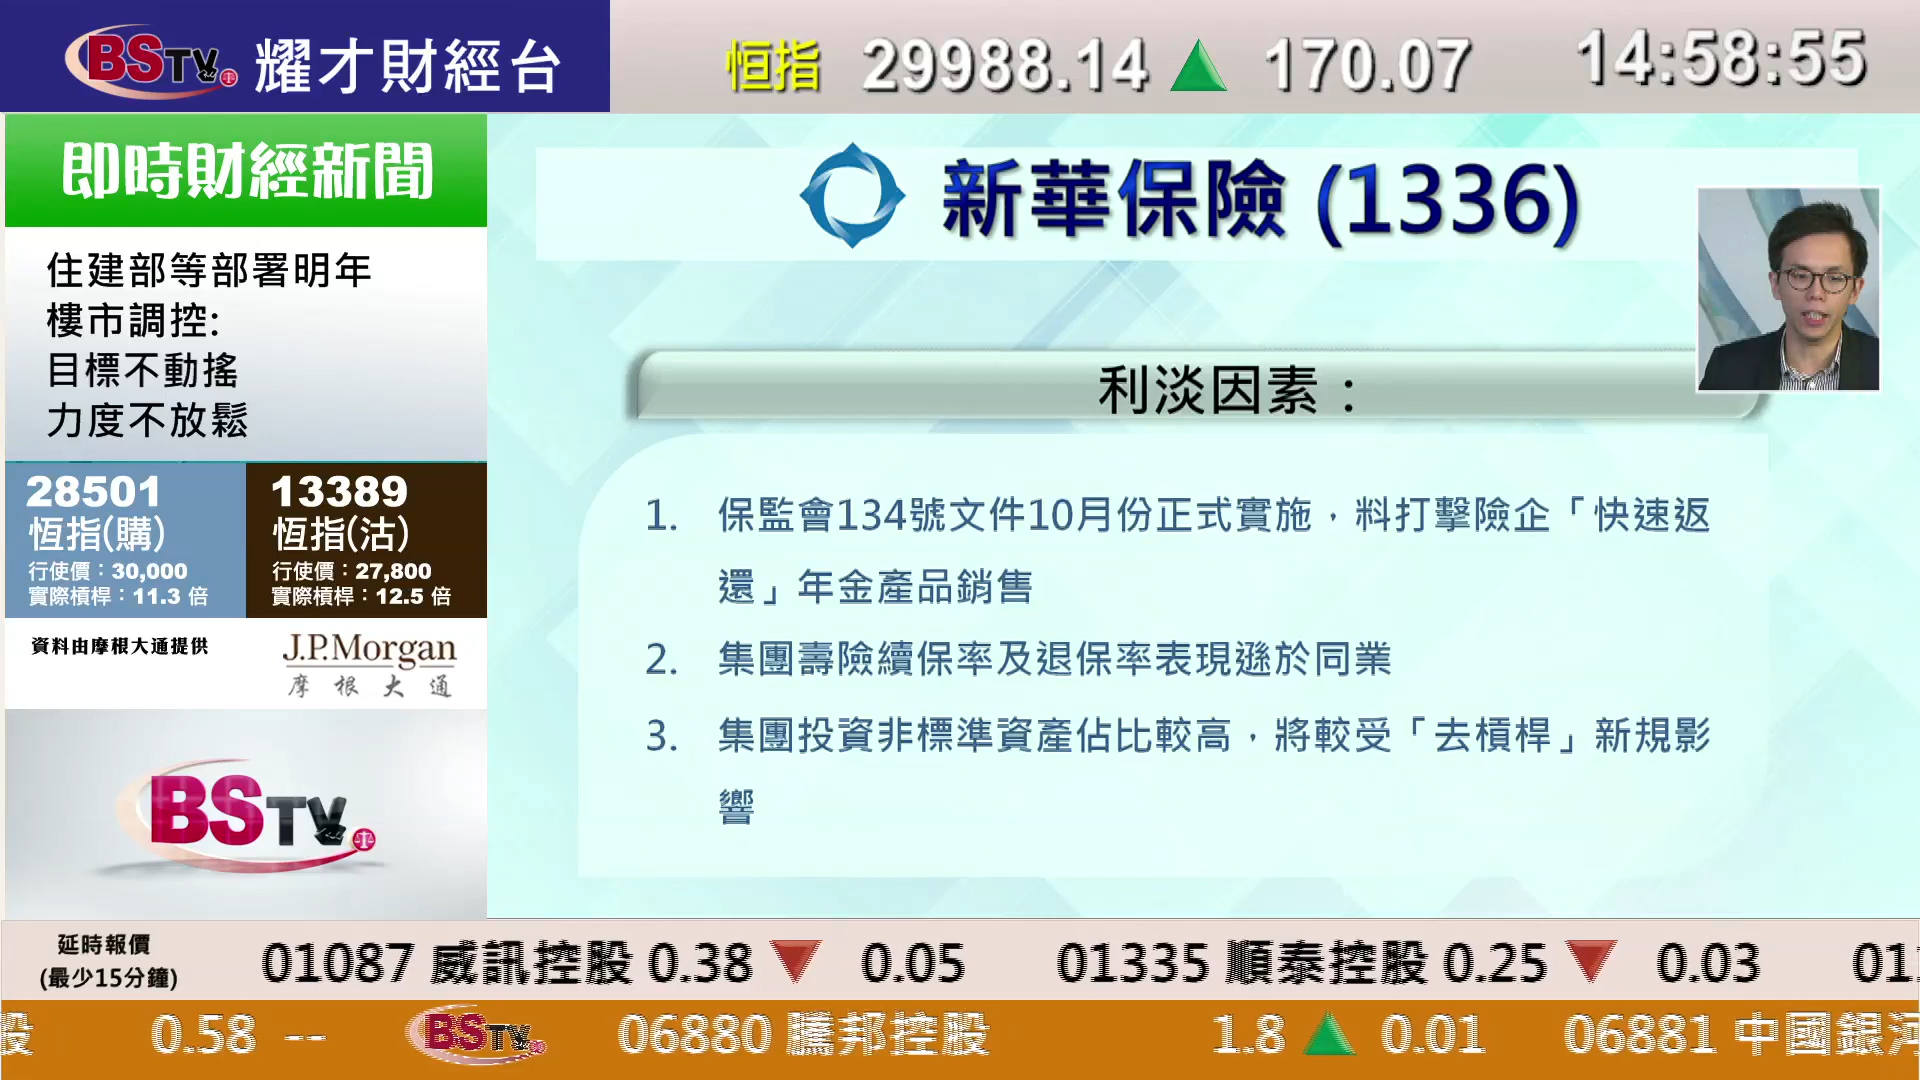 BSTV 耀才財經台
恒指 29988.14 ▲ 170.07 14:58:55
即時財經新聞
住建部等部署明年
樓市調控:
目標不動搖
力度不放鬆
28501
恆指(購)
行使價：30,000
實際槓桿：11.3 倍
13389
恆指(沽)
行使價：27,800
實際槓桿：12.5 倍
資料由摩根大通提供
J.P.Morgan
摩根大通
BSTV
新華保險 (1336)
利淡因素：
1. 保監會134號文件10月份正式實施，料打擊險企「快速返
還」年金產品銷售
2. 集團壽險續保率及退保率表現遜於同業
3. 集團投資非標準資產佔比較高，將較受「去槓桿」新規影
響
延時報價
(最少15分鐘)
01087 威訊控股 0.38 ▼ 0.05 01335 順泰控股 0.25 ▼ 0.03 01
股 0.58 -- BSTV 06880 騰邦控股 1.8 ▲ 0.01 06881 中國銀河